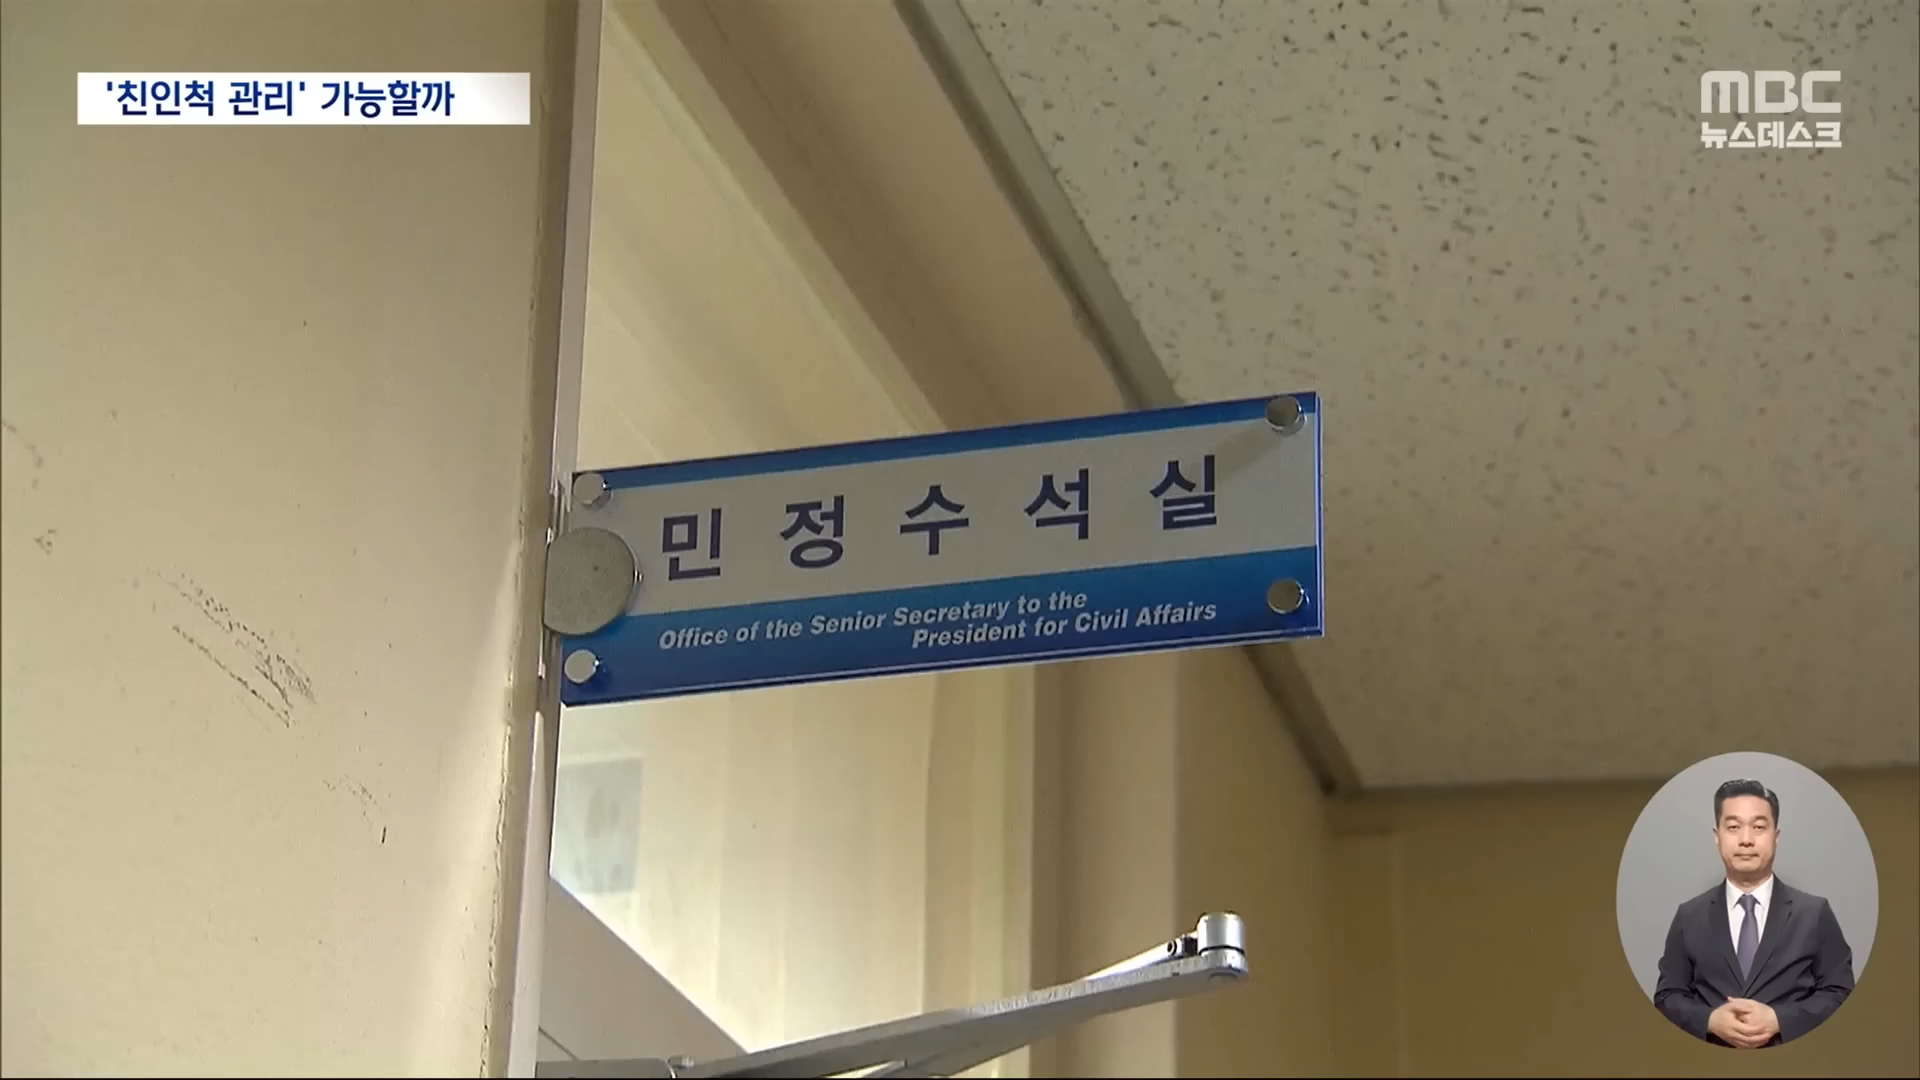 '친인척 관리' 가능할까
MBC
뉴스데스크
민정수석실
Office of the Senior Secretary to the
President for Civil Affairs